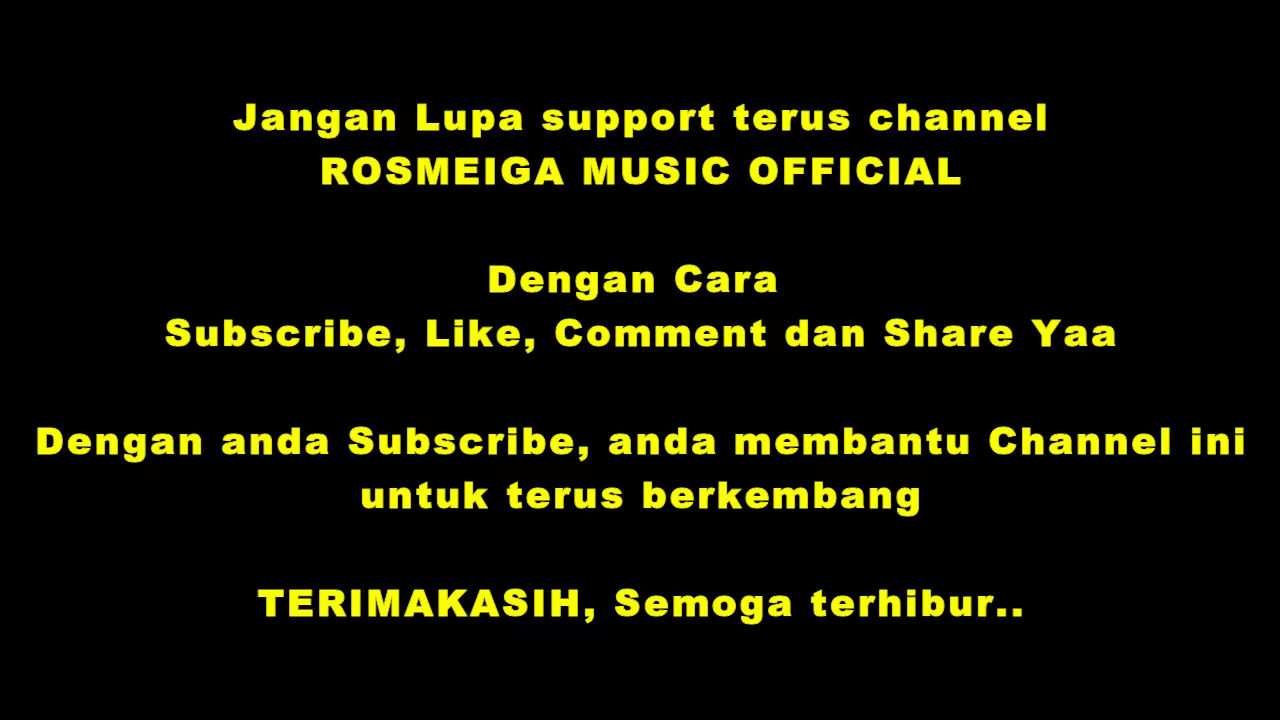 Jangan Lupa support terus channel
ROSMEIGA MUSIC OFFICIAL
Dengan Cara
Subscribe, Like, Comment dan Share Yaa
Dengan anda Subscribe, anda membantu Channel ini
untuk terus berkembang
TERIMAKASIH, Semoga terhibur..